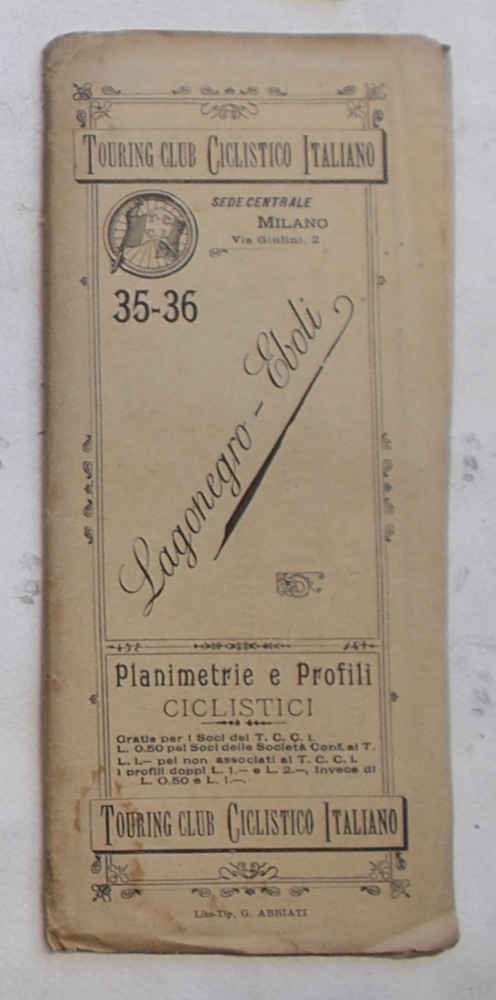 TOURING CLUB CICLISTICO ITALIANO
T. C.
C. I.
SEDE CENTRALE
MILANO
Via Giulini, 2
35-36
Lagonegro - Eboli
Planimetrie e Profili
CICLISTICI
Gratis per i Soci del T. C. C. I.
L. 0.50 pei Soci delle Società Conf. al T.
L. 1.- pei non associati al T. C. C. I.
I profili doppi L. 1.- e L. 2.-, invece di
L. 0.50 e L. 1.-.
TOURING CLUB CICLISTICO ITALIANO
Lito-Tip. G. ABBIATI